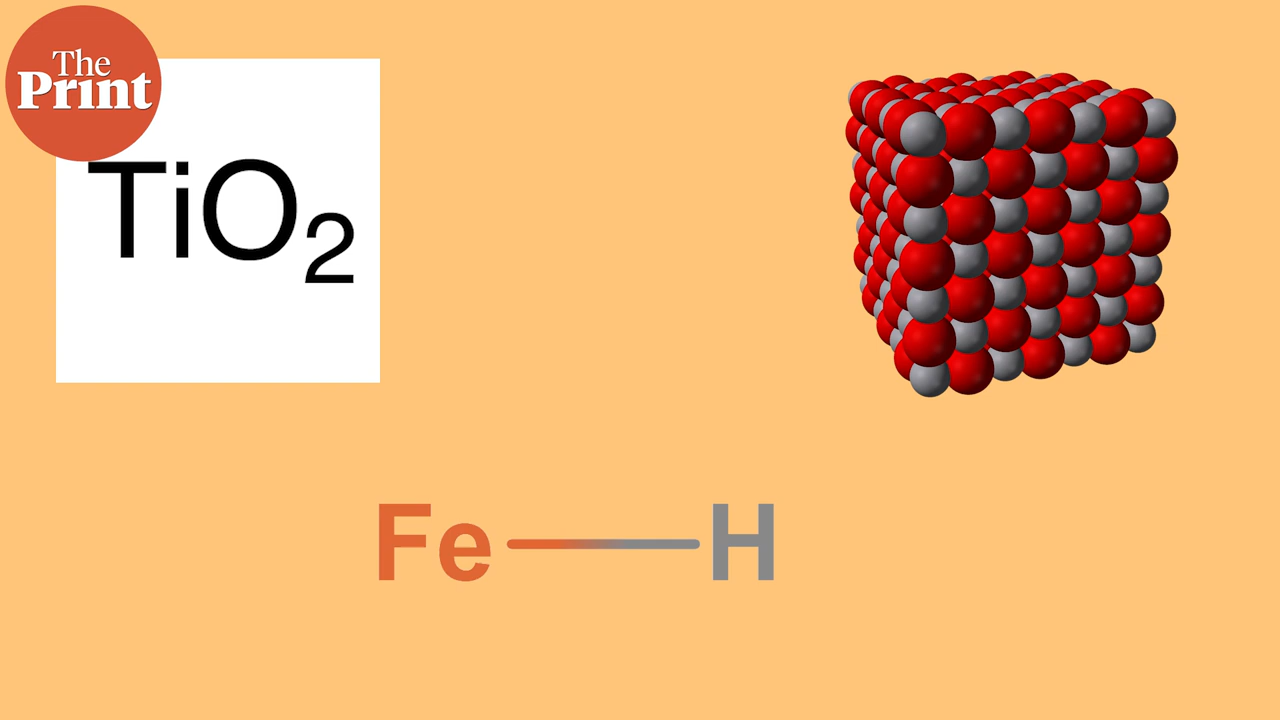 The
Print
TiO₂
Fe — H